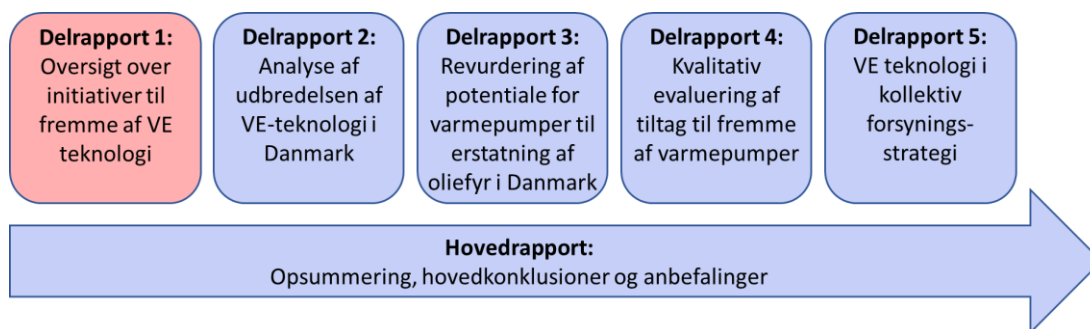 Delrapport 1:
Oversigt over
initiativer til
fremme af VE
teknologi
Delrapport 2:
Analyse af
udbredelsen af
VE-teknologi i
Danmark
Delrapport 3:
Revurdering af
potentiale for
varmepumper til
erstatning af
oliefyr i Danmark
Delrapport 4:
Kvalitativ
evaluering af
tiltag til fremme
af varmepumper
Delrapport 5:
VE teknologi i
kollektiv
forsynings-
strategi
Hovedrapport:
Opsummering, hovedkonklusioner og anbefalinger